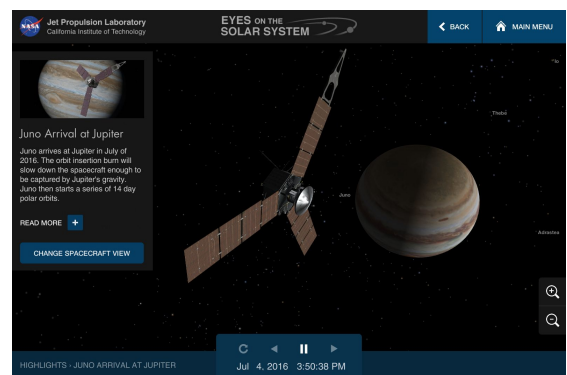 NASA
Jet Propulsion Laboratory
California Institute of Technology
EYES ON THE
SOLAR SYSTEM
BACK
MAIN MENU
Juno Arrival at Jupiter
Juno arrives at Jupiter in July of
2016. The orbit insertion burn will
slow down the spacecraft enough to
be captured by Jupiter's gravity.
Juno then starts a series of 14 day
polar orbits.
READ MORE +
CHANGE SPACECRAFT VIEW
Io
Thebe
Juno
Adrastea
HIGHLIGHTS - JUNO ARRIVAL AT JUPITER
Jul 4, 2016 3:50:38 PM